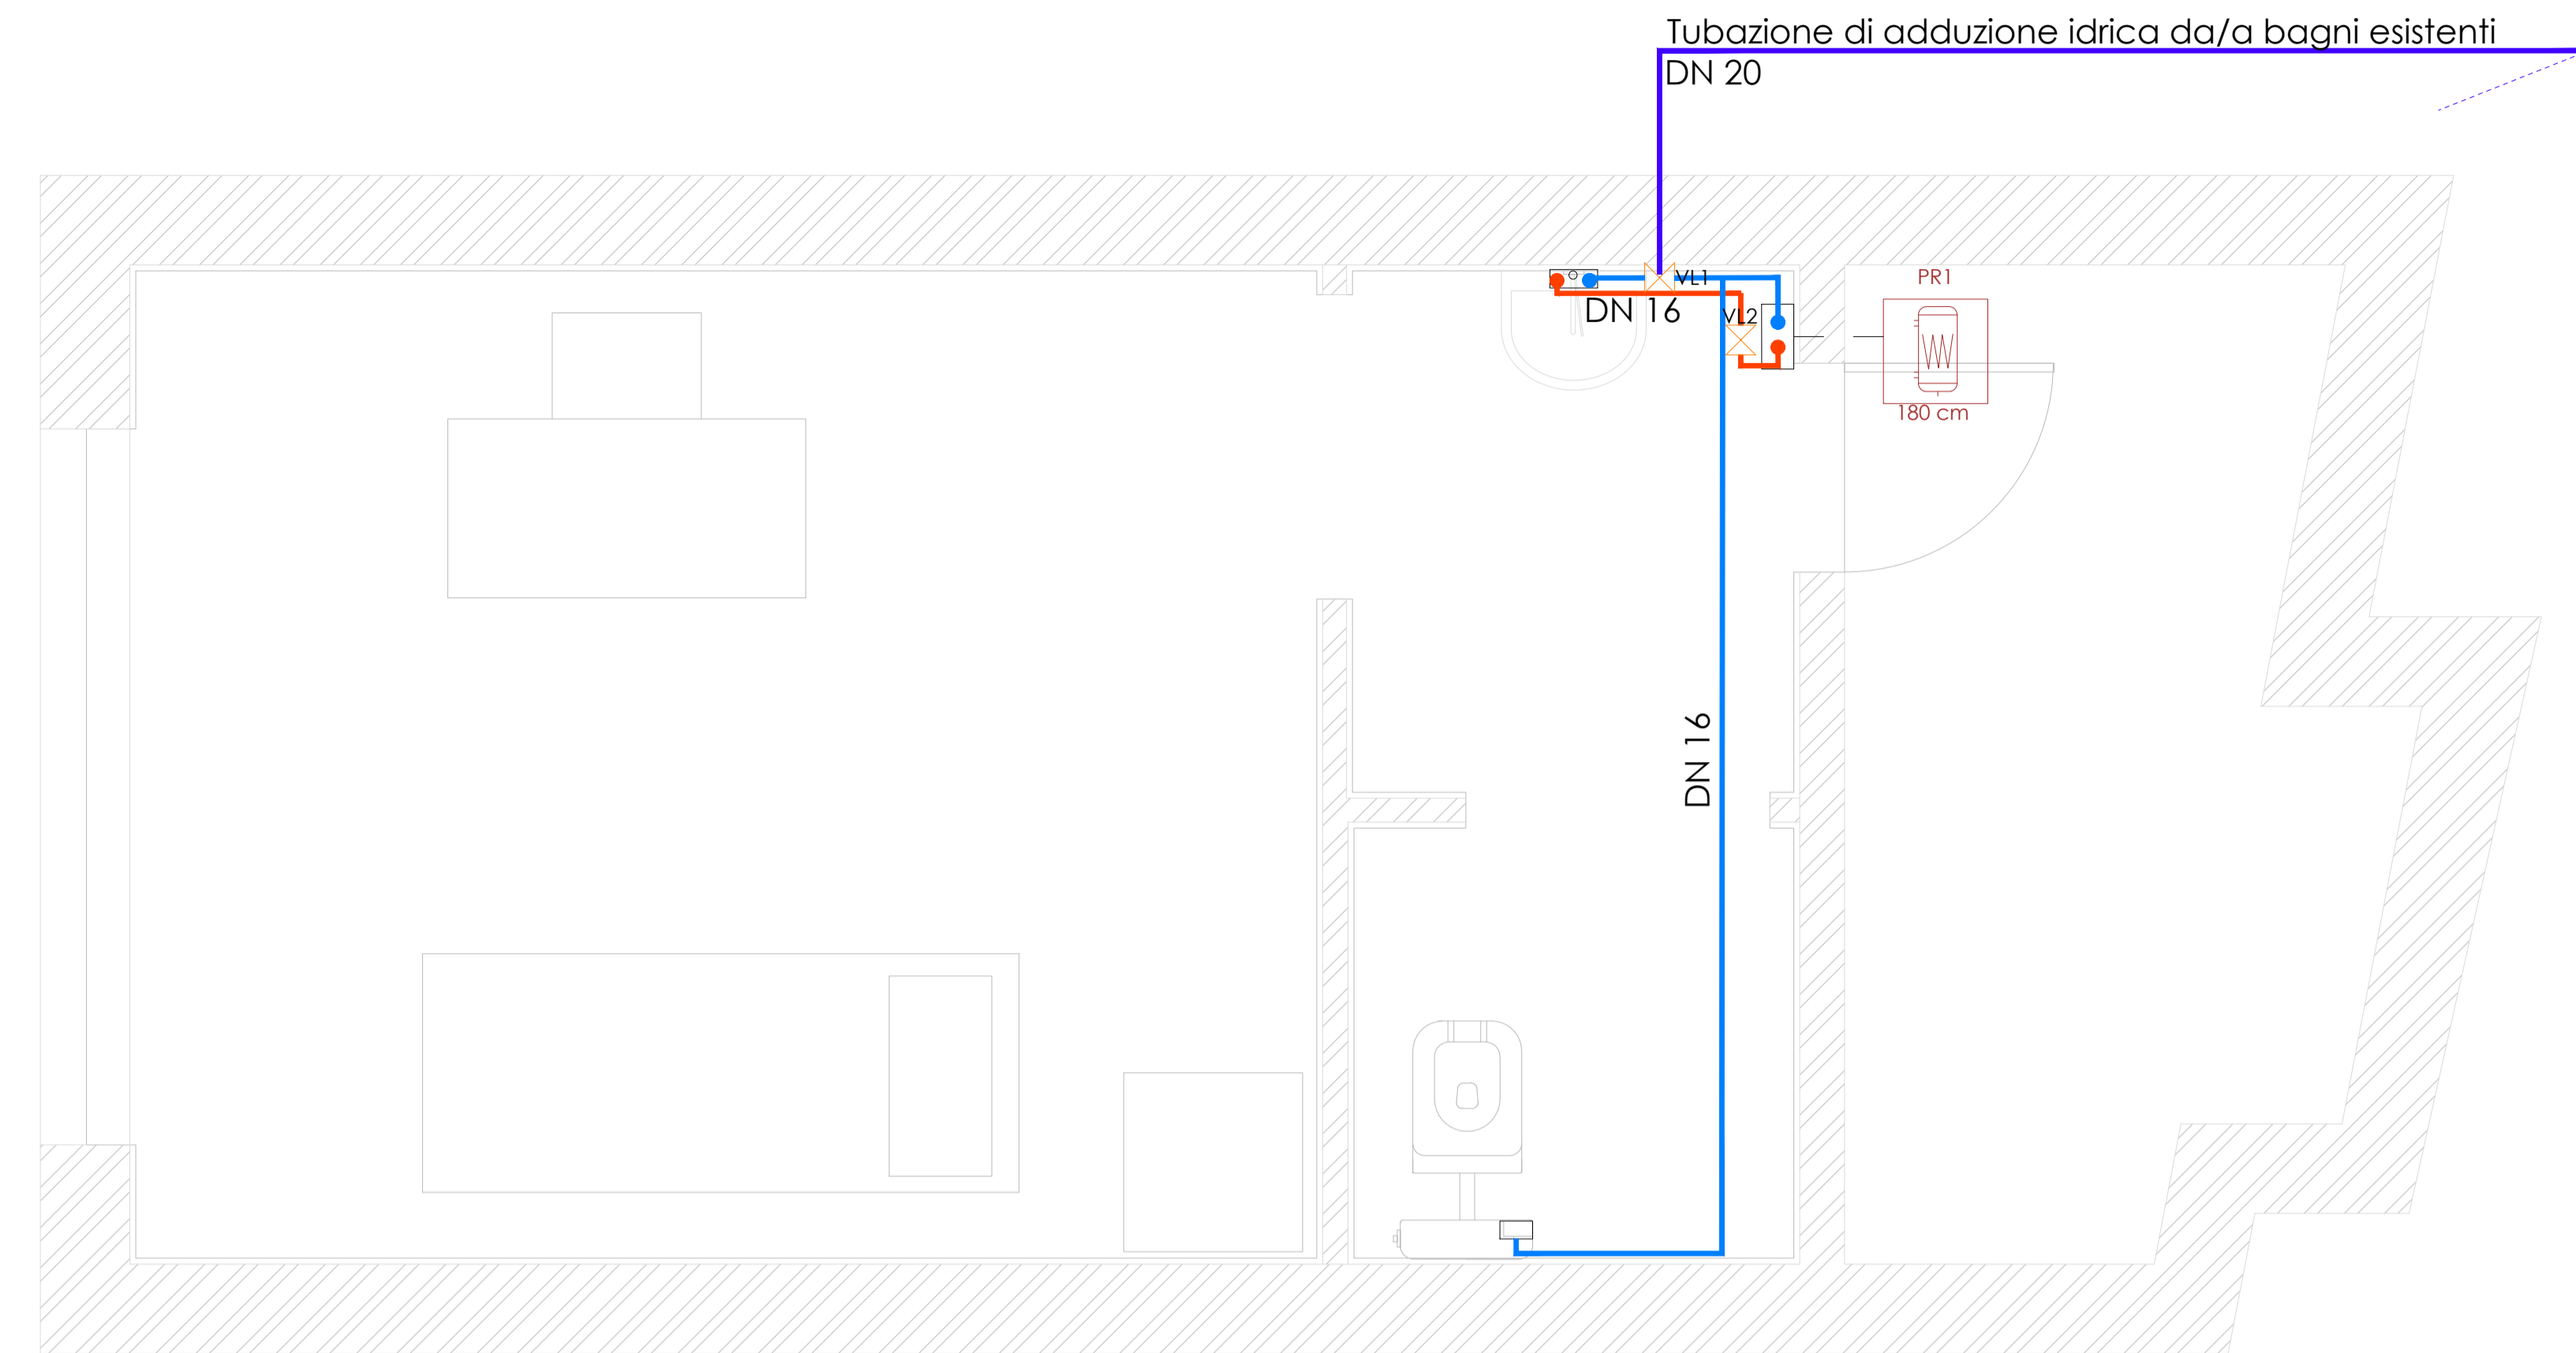 Tubazione di adduzione idrica da/a bagni esistenti
DN 20
VL1
PR1
DN 16
VL2
180 cm
DN 16